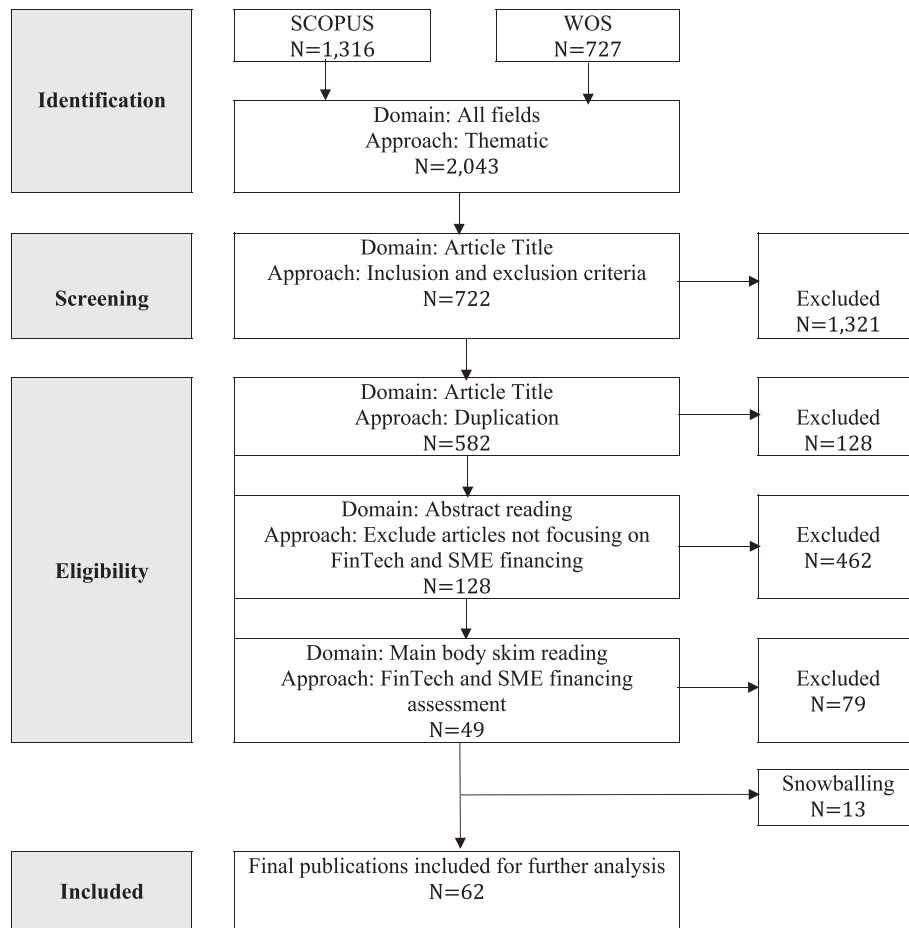 SCOPUS
N=1,316
WOS
N=727
Identification
Domain: All fields
Approach: Thematic
N=2,043
Screening
Domain: Article Title
Approach: Inclusion and exclusion criteria
N=722
Excluded
N=1,321
Eligibility
Domain: Article Title
Approach: Duplication
N=582
Excluded
N=128
Domain: Abstract reading
Approach: Exclude articles not focusing on
FinTech and SME financing
N=128
Excluded
N=462
Domain: Main body skim reading
Approach: FinTech and SME financing
assessment
N=49
Excluded
N=79
Snowballing
N=13
Included
Final publications included for further analysis
N=62